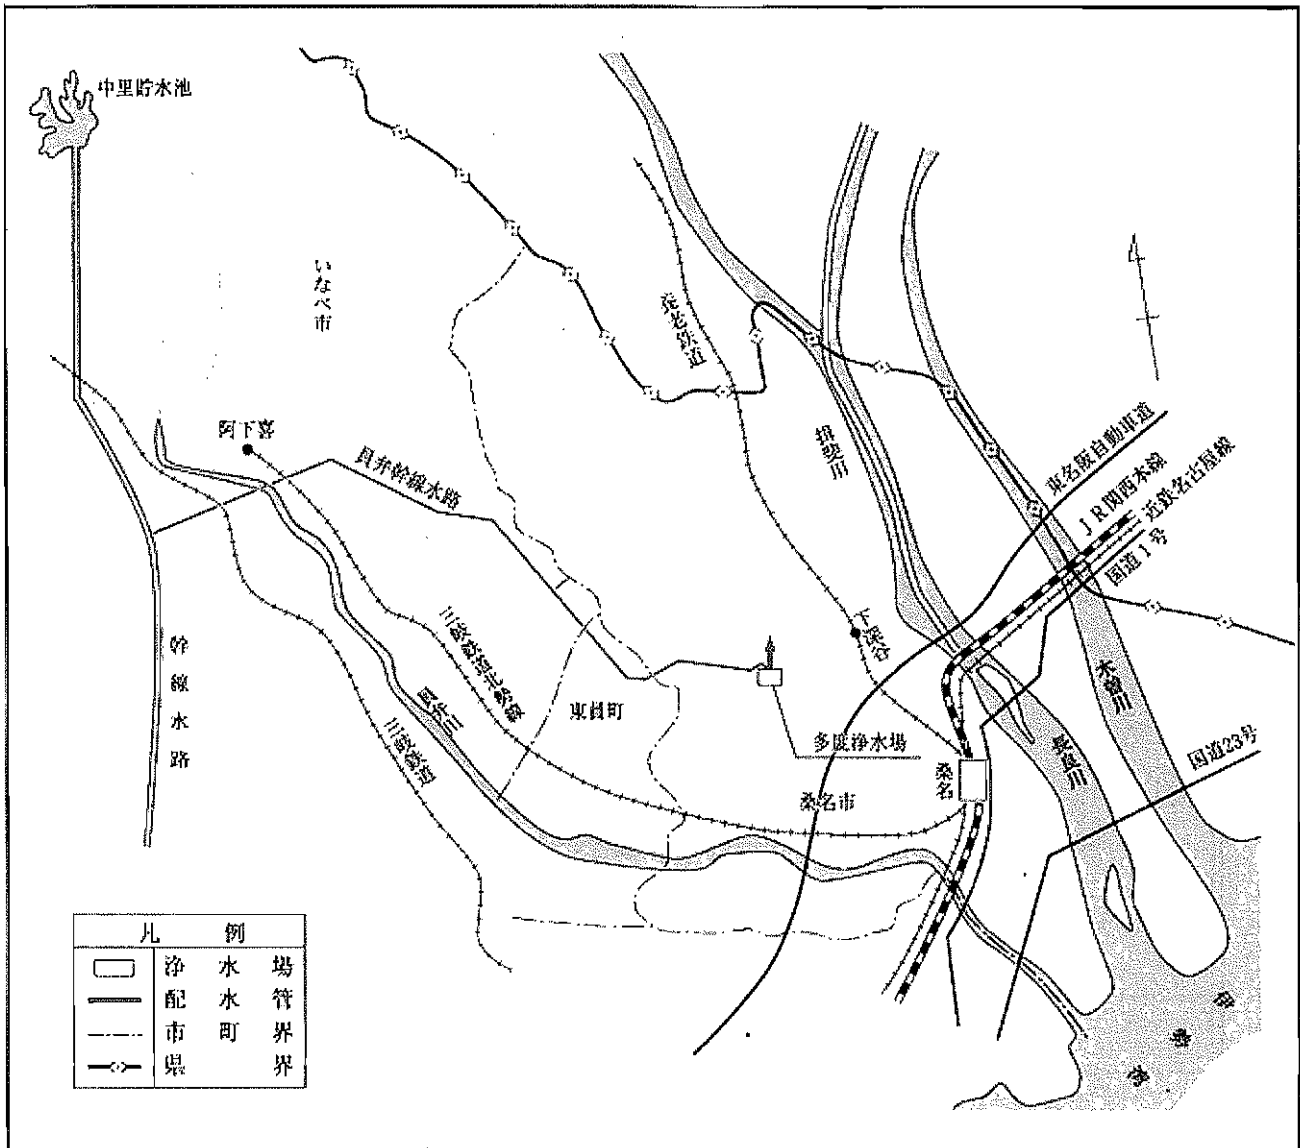 中里貯水池
いなべ市
養老鉄道
阿下喜
員弁幹線水路
揖斐川
東名阪自動車道
JR関西本線
近鉄名古屋線
国道1号
下深谷
三岐鉄道北勢線
員弁川
三岐鉄道
東員町
幹線水路
多度浄水場
桑名市
桑名
長良川
木曽川
国道23号
伊勢湾
凡例
浄水場
配水管
市町界
県界